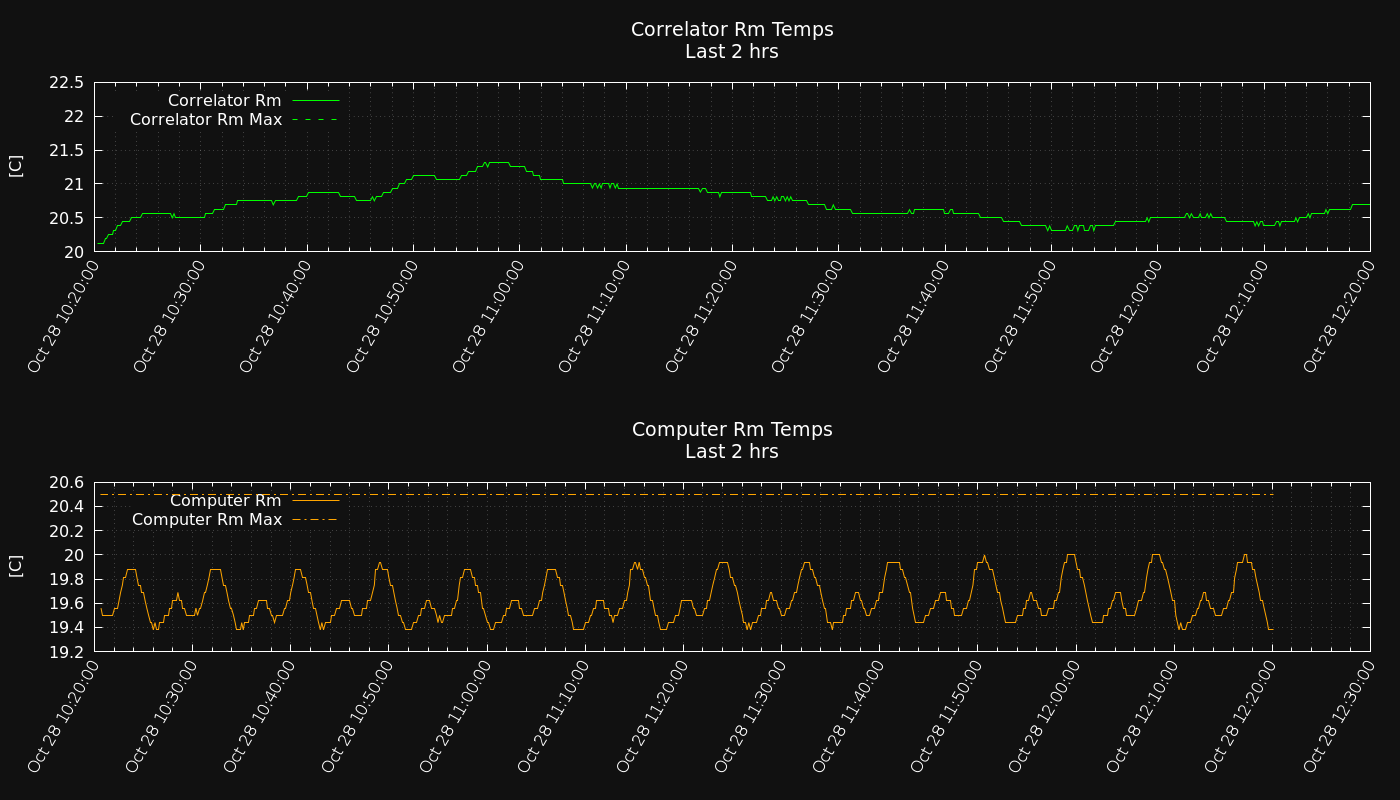 Correlator Rm Temps
Last 2 hrs
22.5
22
21.5
21
20.5
20
[C]
Correlator Rm
Correlator Rm Max
Oct 28 10:20:00
Oct 28 10:30:00
Oct 28 10:40:00
Oct 28 10:50:00
Oct 28 11:00:00
Oct 28 11:10:00
Oct 28 11:20:00
Oct 28 11:30:00
Oct 28 11:40:00
Oct 28 11:50:00
Oct 28 12:00:00
Oct 28 12:10:00
Oct 28 12:20:00
Computer Rm Temps
Last 2 hrs
20.6
20.4
20.2
20
19.8
19.6
19.4
19.2
[C]
Computer Rm
Computer Rm Max
Oct 28 10:20:00
Oct 28 10:30:00
Oct 28 10:40:00
Oct 28 10:50:00
Oct 28 11:00:00
Oct 28 11:10:00
Oct 28 11:20:00
Oct 28 11:30:00
Oct 28 11:40:00
Oct 28 11:50:00
Oct 28 12:00:00
Oct 28 12:10:00
Oct 28 12:20:00
Oct 28 12:30:00